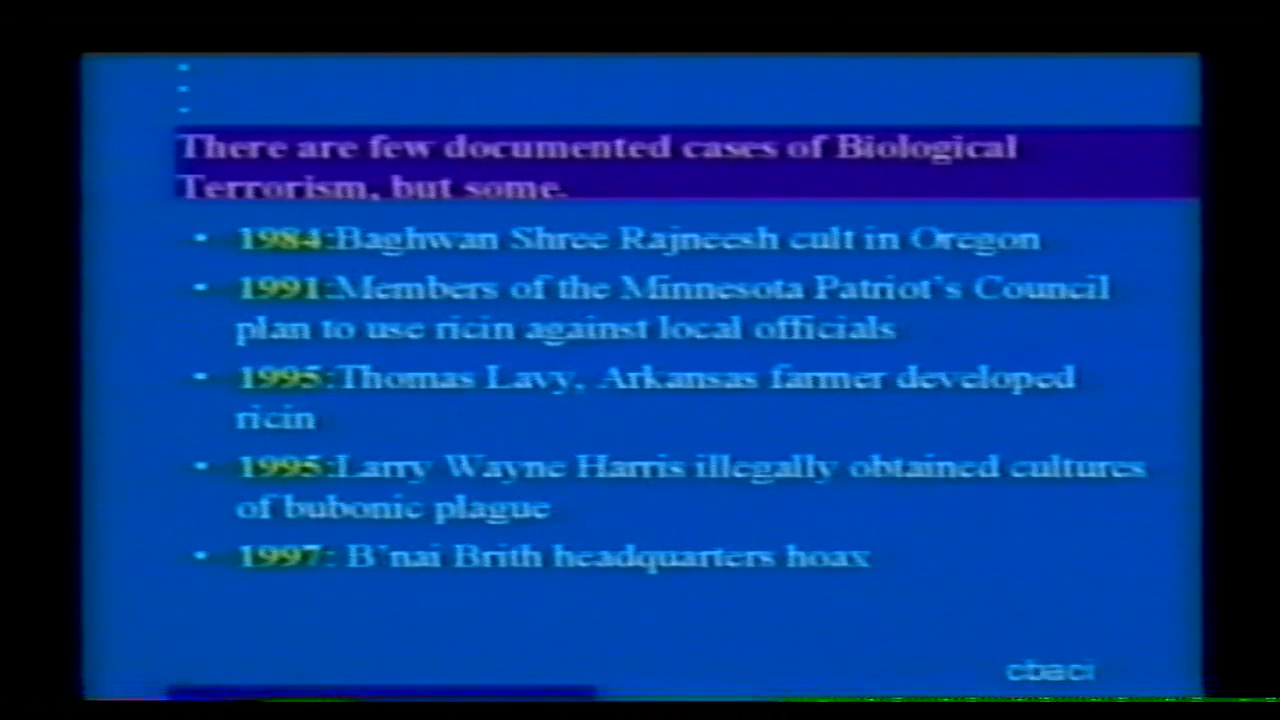 There are few documented cases of Biological
Terrorism, but some.
• 1984:Baghwan Shree Rajneesh cult in Oregon
• 1991:Members of the Minnesota Patriot's Council
plan to use ricin against local officials
• 1995:Thomas Lavy, Arkansas farmer developed
ricin
• 1995:Larry Wayne Harris illegally obtained cultures
of bubonic plague
• 1997: B'nai Brith headquarters hoax
cbaci